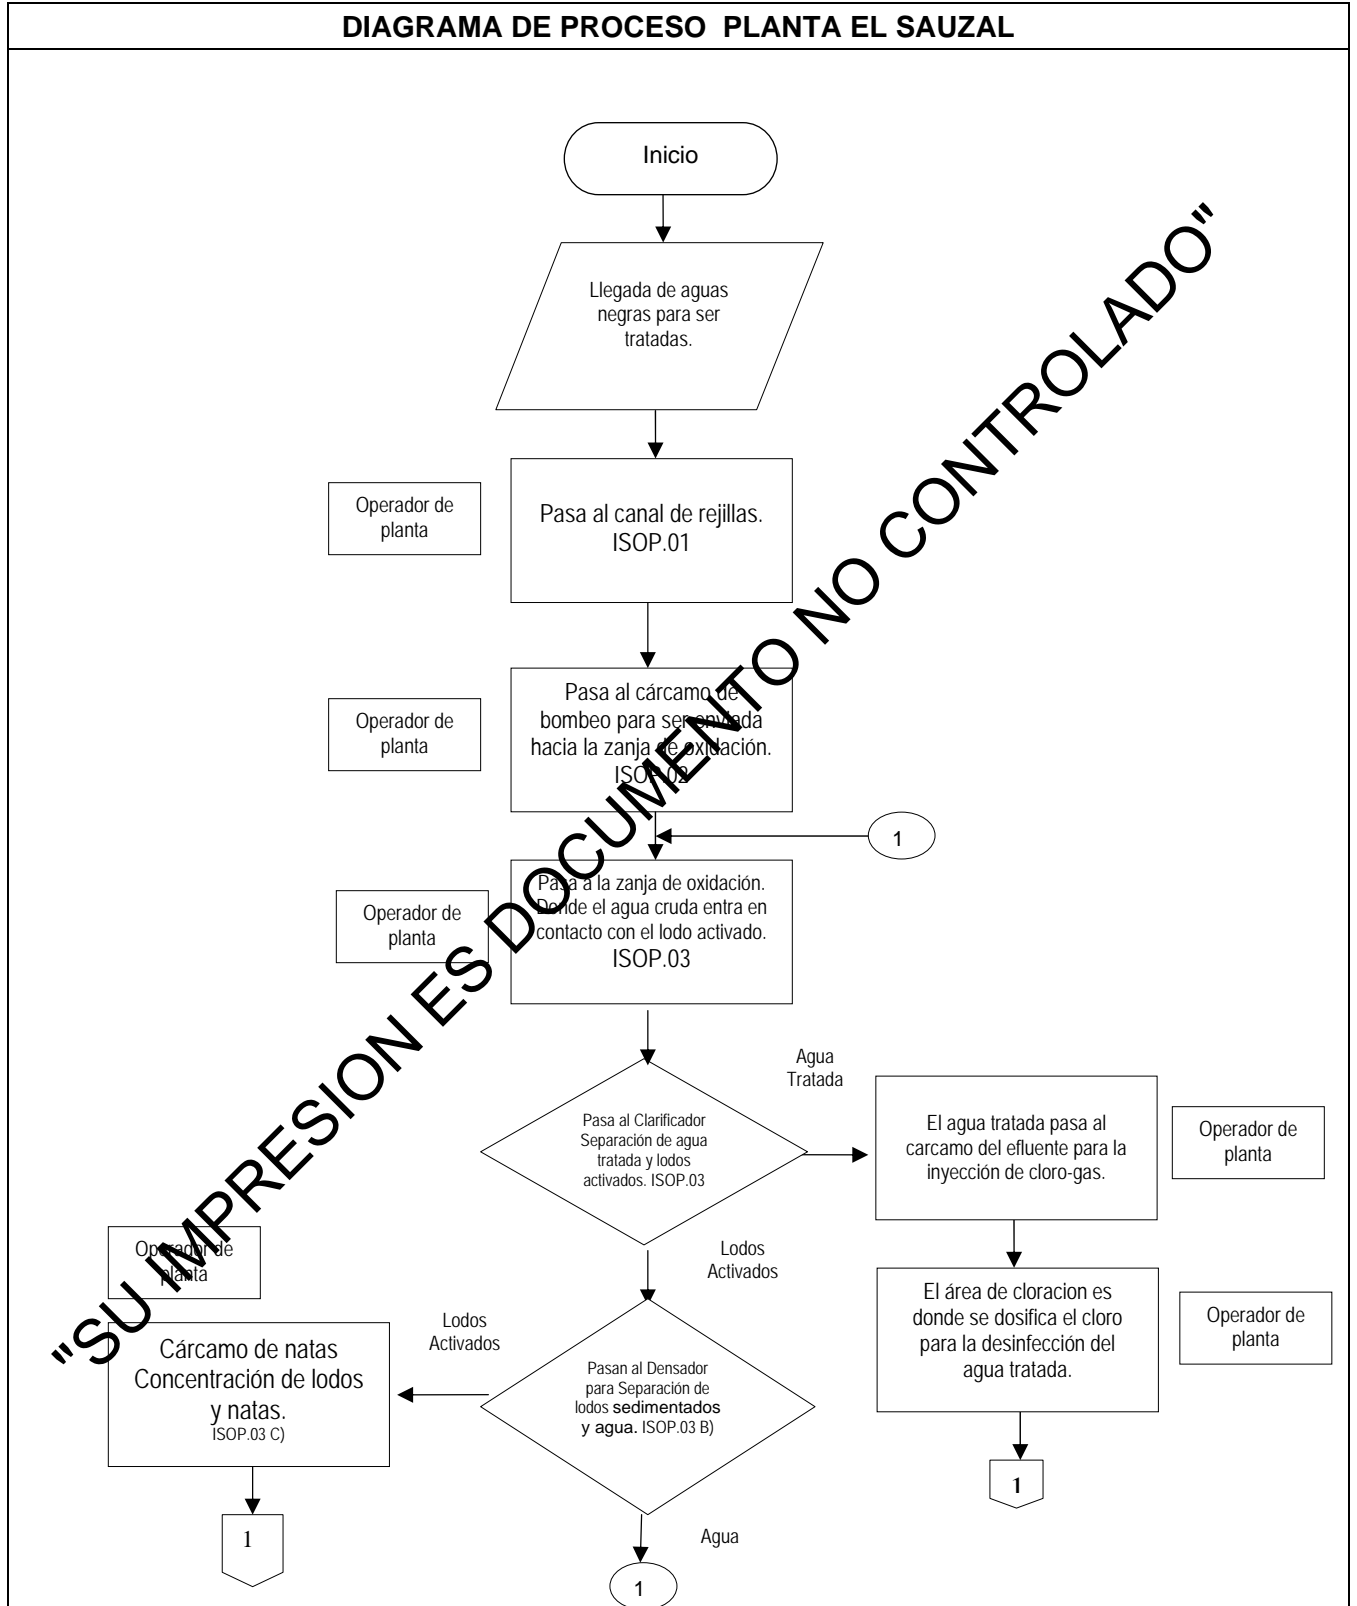 DIAGRAMA DE PROCESO PLANTA EL SAUZAL
Inicio
Llegada de aguas
negras para ser
tratadas.
Operador de
planta
Pasa al canal de rejillas.
ISOP.01
Operador de
planta
Pasa al cárcamo de
bombeo para ser enviada
hacia la zanja de oxidación.
ISOP.02
1
Operador de
planta
Pasa a la zanja de oxidación.
Donde el agua cruda entra en
contacto con el lodo activado.
ISOP.03
Agua
Tratada
Pasa al Clarificador
Separación de agua
tratada y lodos
activados. ISOP.03
El agua tratada pasa al
carcamo del efluente para la
inyección de cloro-gas.
Operador de
planta
Operador de
planta
Lodos
Activados
El área de cloracion es
donde se dosifica el cloro
para la desinfección del
agua tratada.
Operador de
planta
Lodos
Activados
Cárcamo de natas
Concentración de lodos
y natas.
ISOP.03 C)
Pasan al Densador
para Separación de
lodos sedimentados
y agua. ISOP.03 B)
1
1
Agua
1
"SU IMPRESION ES DOCUMENTO NO CONTROLADO"